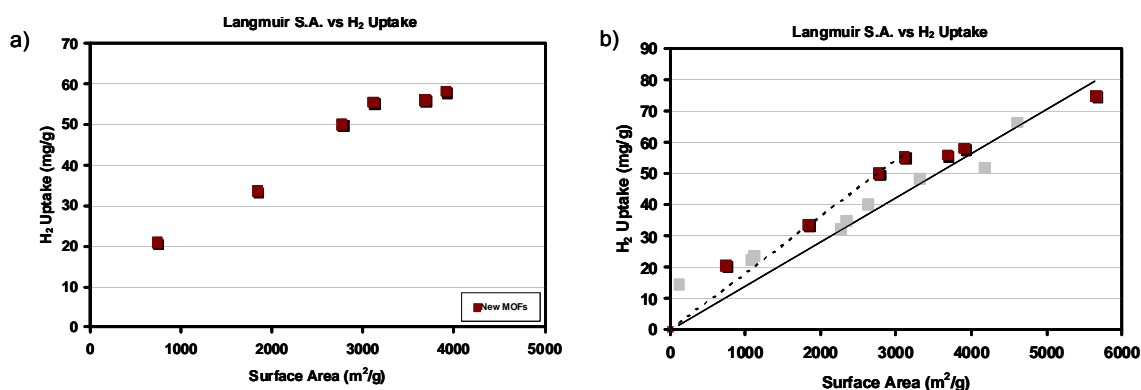 a)
Langmuir S.A. vs H₂ Uptake
70
60
50
40
30
20
10
0
H₂ Uptake (mg/g)
0 1000 2000 3000 4000 5000
Surface Area (m²/g)
New MOFs
b)
Langmuir S.A. vs H₂ Uptake
90
80
70
60
50
40
30
20
10
0
H₂ Uptake (mg/g)
0 1000 2000 3000 4000 5000 6000
Surface Area (m²/g)